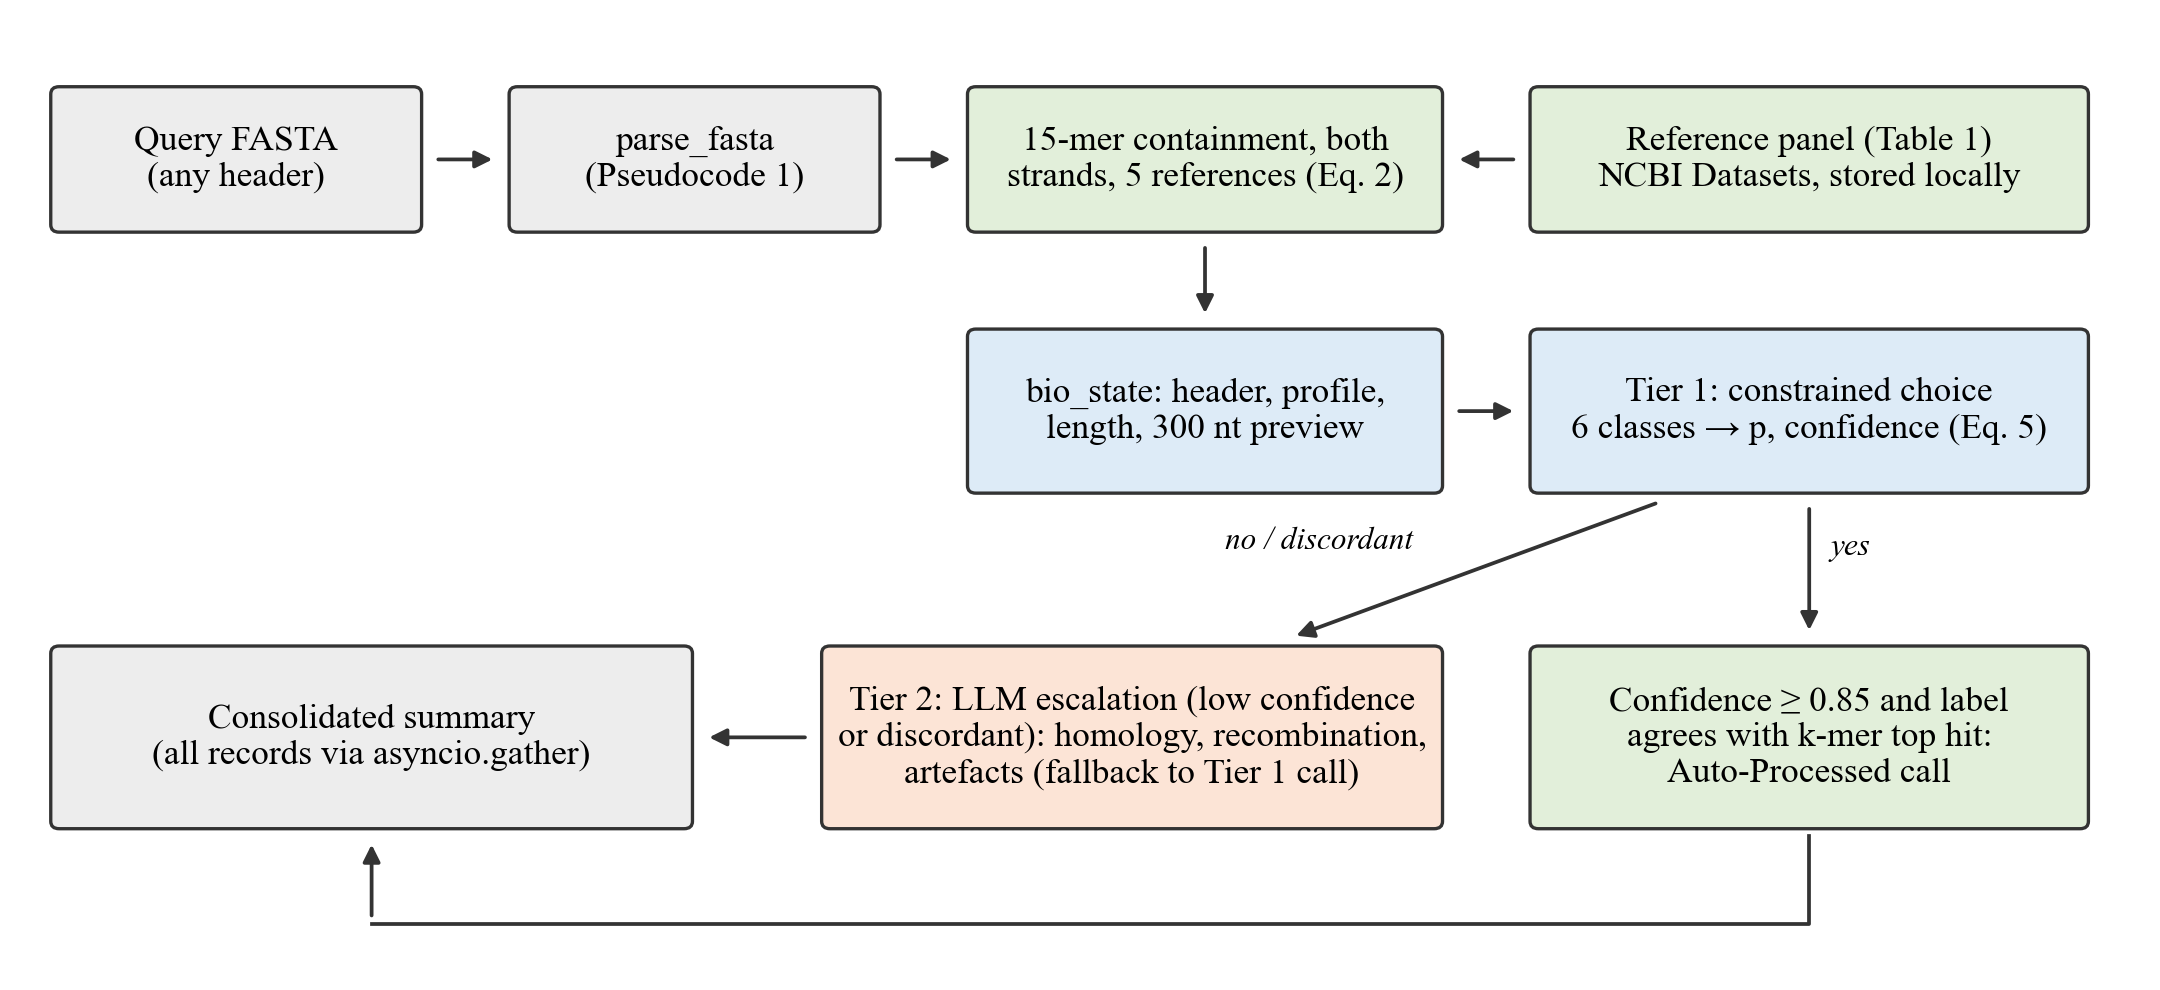 Query FASTA
(any header)
parse_fasta
(Pseudocode 1)
15-mer containment, both
strands, 5 references (Eq. 2)
Reference panel (Table 1)
NCBI Datasets, stored locally
bio_state: header, profile,
length, 300 nt preview
Tier 1: constrained choice
6 classes → p, confidence (Eq. 5)
no / discordant
yes
Consolidated summary
(all records via asyncio.gather)
Tier 2: LLM escalation (low confidence
or discordant): homology, recombination,
artefacts (fallback to Tier 1 call)
Confidence ≥ 0.85 and label
agrees with k-mer top hit:
Auto-Processed call